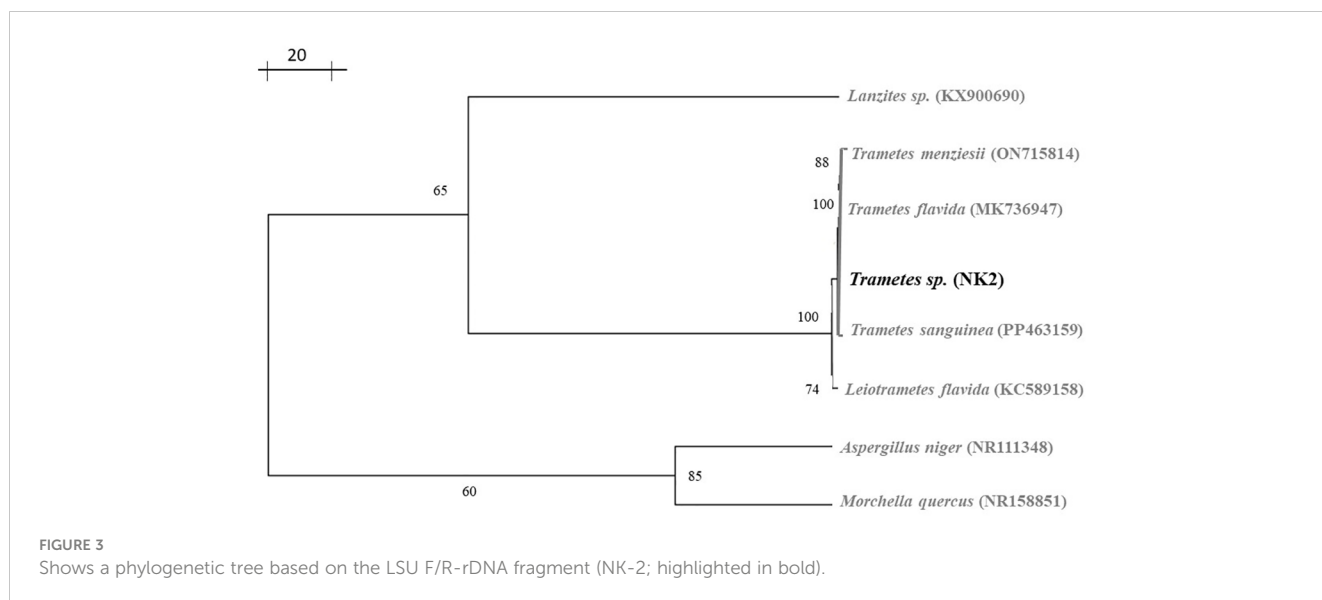 20
Lanzites sp. (KX900690)
65
88
Trametes menziesii (ON715814)
100
Trametes flavida (MK736947)
Trametes sp. (NK2)
100
Trametes sanguinea (PP463159)
74
Leiotrametes flavida (KC589158)
Aspergillus niger (NR111348)
85
60
Morchella quercus (NR158851)
FIGURE 3
Shows a phylogenetic tree based on the LSU F/R-rDNA fragment (NK-2; highlighted in bold).